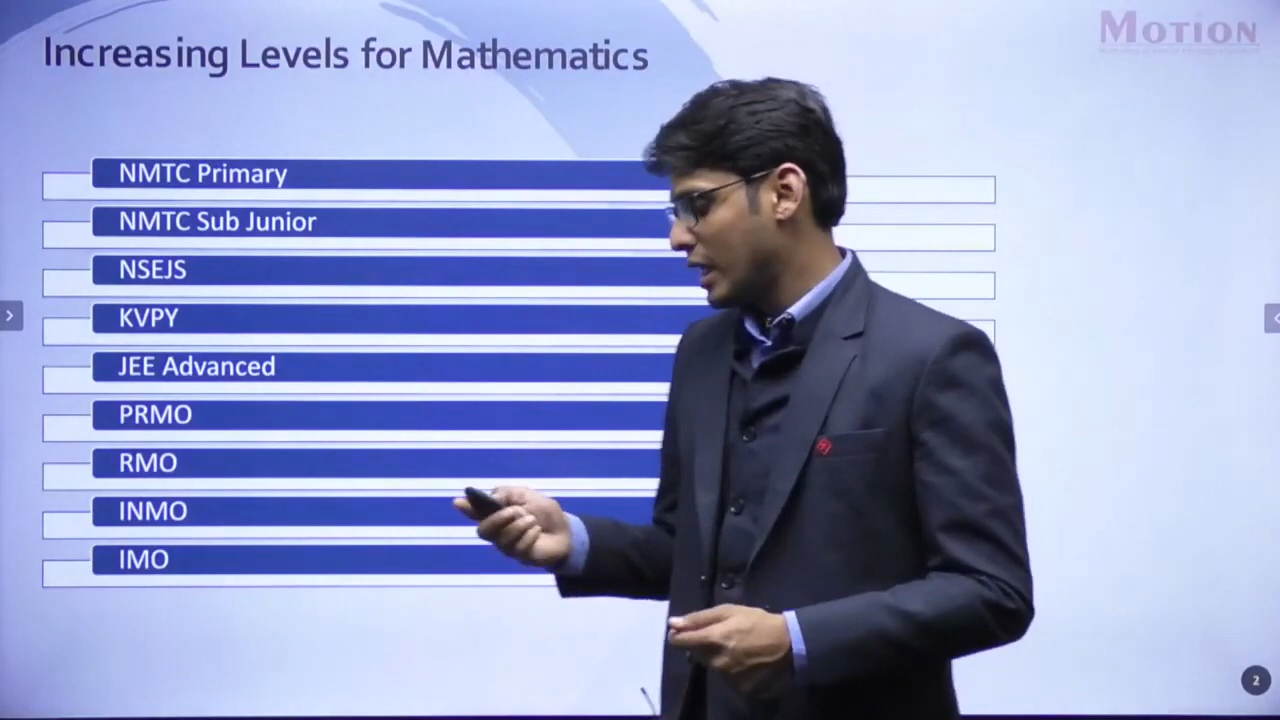 Increasing Levels for Mathematics
MOTION
NMTC Primary
NMTC Sub Junior
NSEJS
KVPY
JEE Advanced
PRMO
RMO
INMO
IMO
2